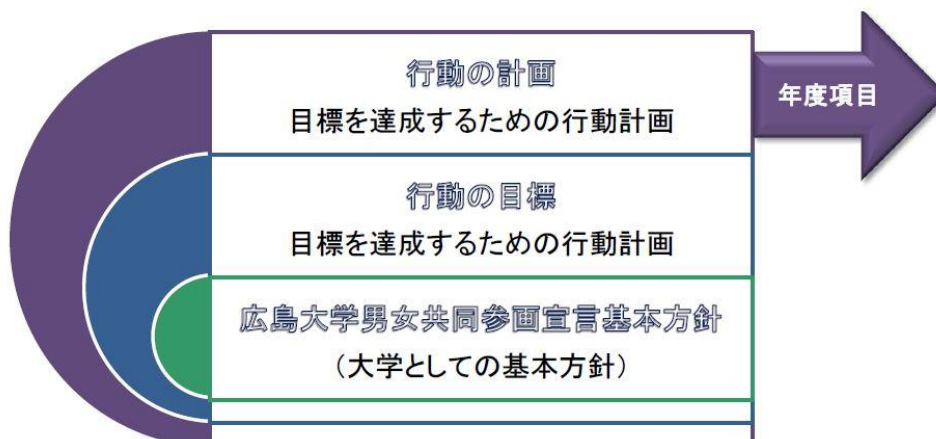 行動の計画
目標を達成するための行動計画
年度項目
行動の目標
目標を達成するための行動計画
広島大学男女共同参画宣言基本方針
（大学としての基本方針）